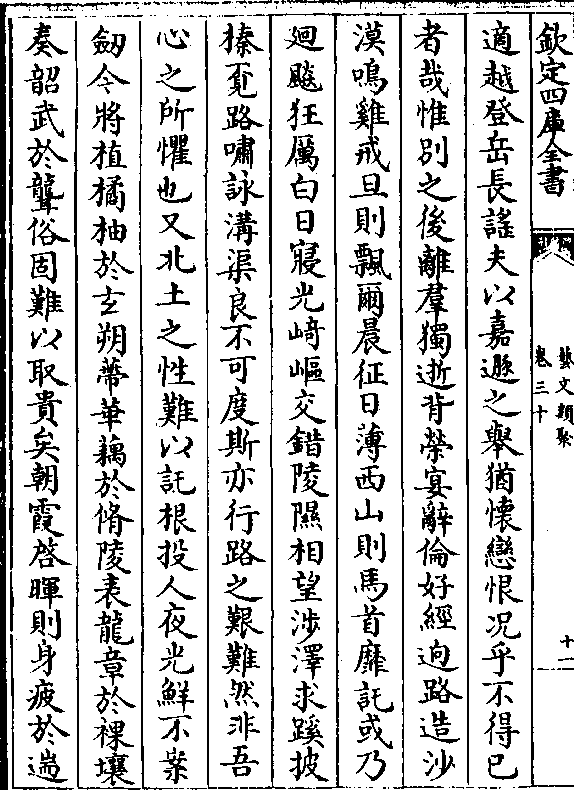 欽定四庫全書
藝文類聚
卷三十
十一
適越登岳長謠夫以嘉遯之舉猶懷戀恨况乎不得已
者哉惟別之後離羣獨逝背榮宴辭倫好經迥路造沙
漠鳴雞戒旦則飄爾晨征日薄西山則馬首靡託或乃
廻飈狂厲白日寢光﨑嶇交錯陵隰相望涉澤求蹊披
榛覓路嘯詠溝渠良不可度斯亦行路之艱難然非吾
心之所懼也又北土之性難以託根投人夜光鮮不案
劒今將植橘柚於玄朔蔕華藕於脩陵表龍章於裸壤
奏韶武於聾俗固難以取貴矣朝霞啓暉則身疲於遄